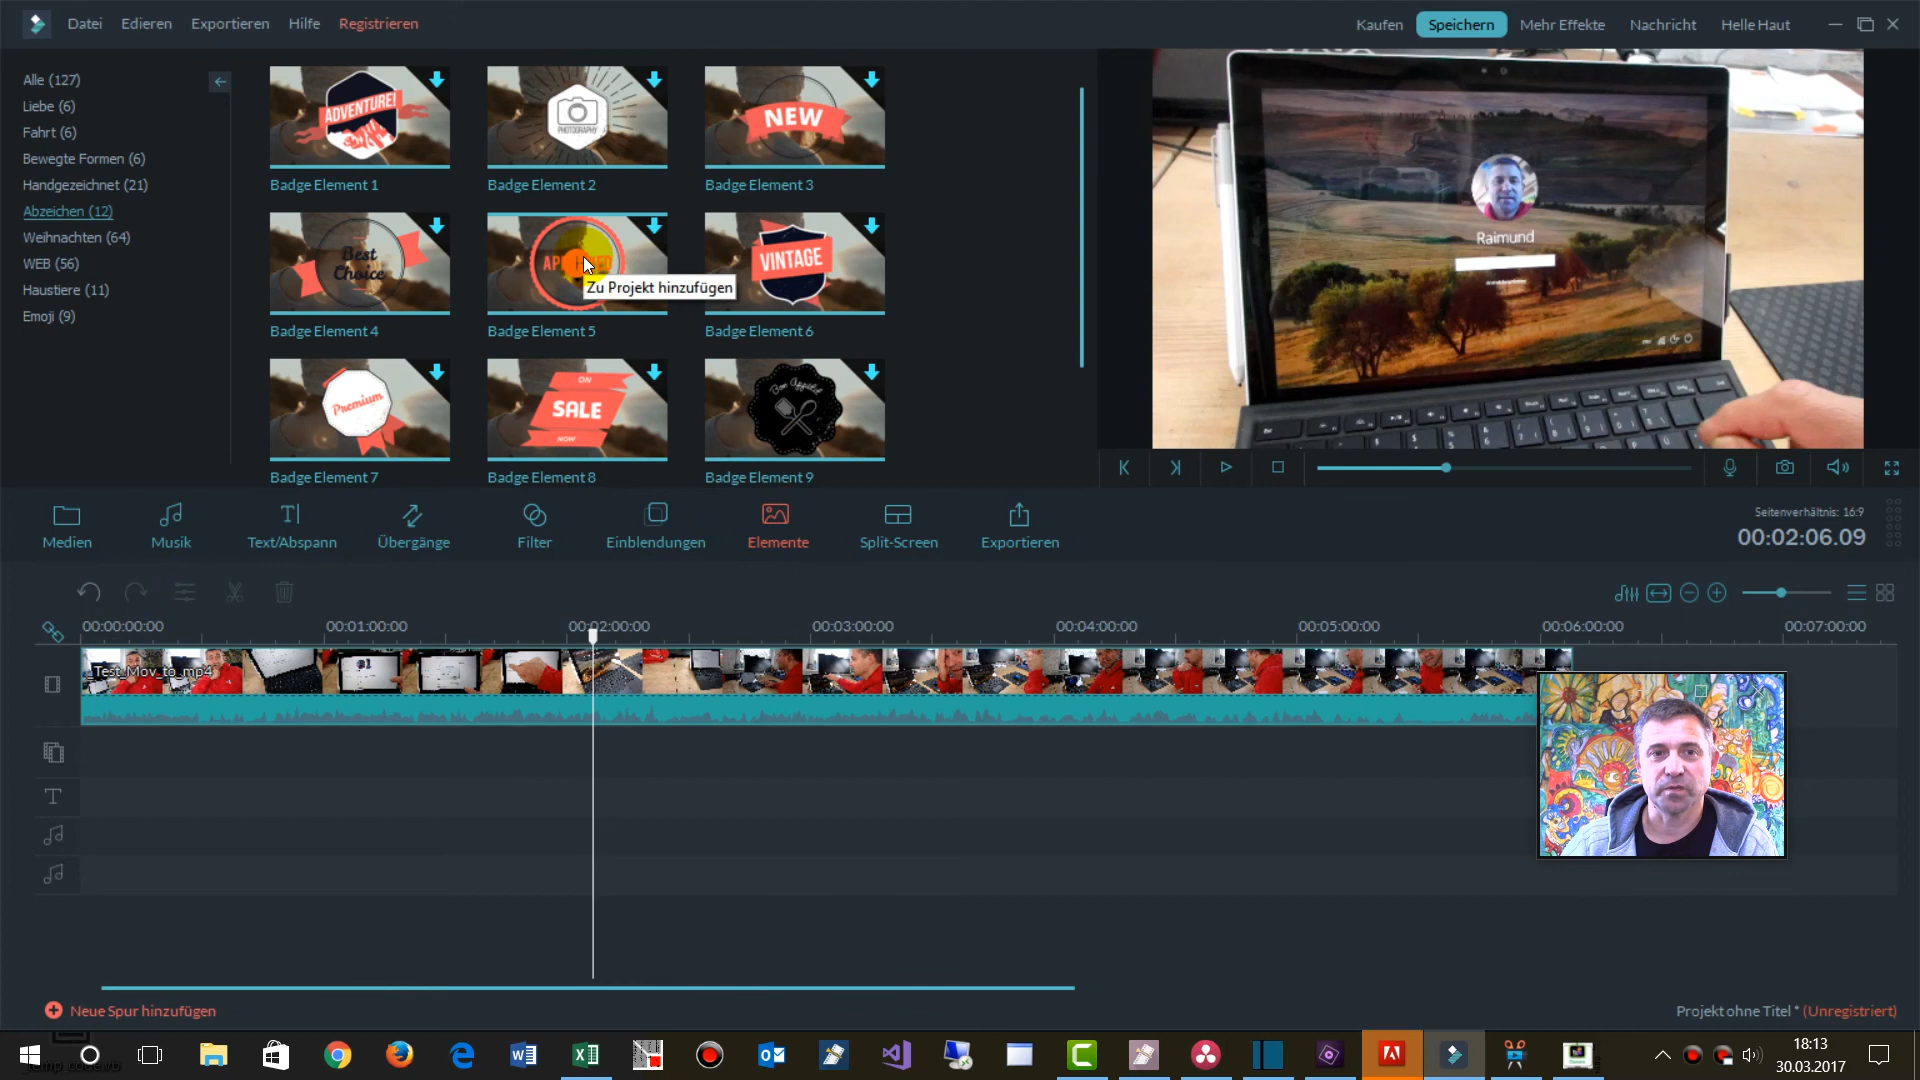 Datei Edieren Exportieren Hilfe Registrieren
Kaufen Speichern Mehr Effekte Nachricht Helle Haut
Alle (127)
Liebe (6)
Fahrt (6)
Bewegte Formen (6)
Handgezeichnet (21)
Abzeichen (12)
Weihnachten (64)
WEB (56)
Haustiere (11)
Emoji (9)
ADVENTURE!
PHOTOGRAPHY
NEW
Badge Element 1
Badge Element 2
Badge Element 3
Best
Choice
VINTAGE
Zu Projekt hinzufügen
Badge Element 4
Badge Element 5
Badge Element 6
Premium
ON
SALE
NOW
Bon Appétit
Badge Element 7
Badge Element 8
Badge Element 9
Raimund
Medien
Musik
Text/Abspann
Übergänge
Filter
Einblendungen
Elemente
Split-Screen
Exportieren
Seitenverhältnis: 16:9
00:02:06.09
00:00:00:00 00:01:00:00 00:02:00:00 00:03:00:00 00:04:00:00 00:05:00:00 00:06:00:00 00:07:00:00
Test_Mov_to_mp4
Neue Spur hinzufügen
Projekt ohne Titel * (Unregistriert)
18:13
30.03.2017